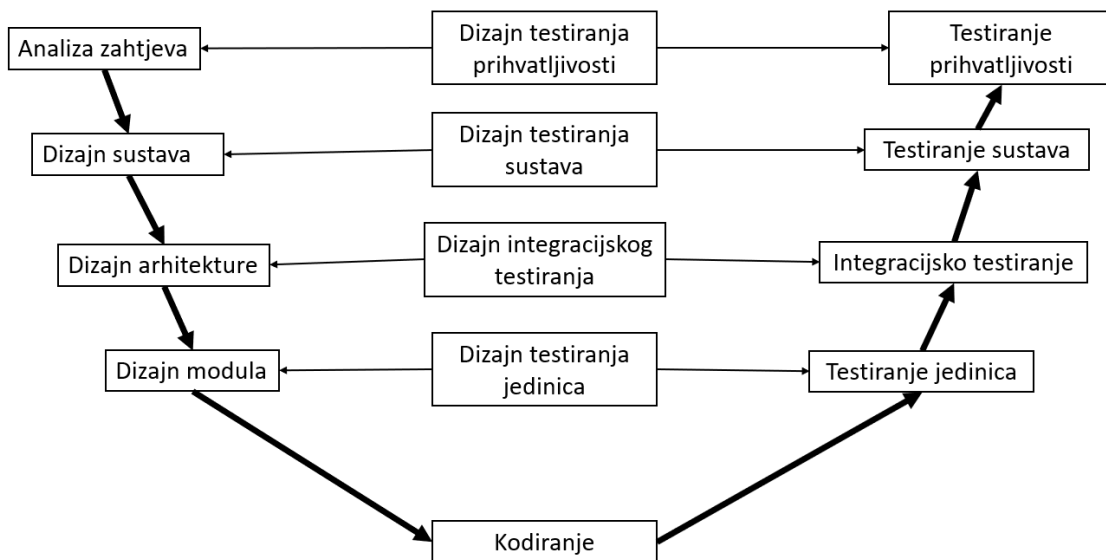 Analiza zahtjeva
Dizajn testiranja
prihvatljivosti
Testiranje
prihvatljivosti
Dizajn sustava
Dizajn testiranja
sustava
Testiranje sustava
Dizajn arhitekture
Dizajn integracijskog
testiranja
Integracijsko testiranje
Dizajn modula
Dizajn testiranja
jedinica
Testiranje jedinica
Kodiranje